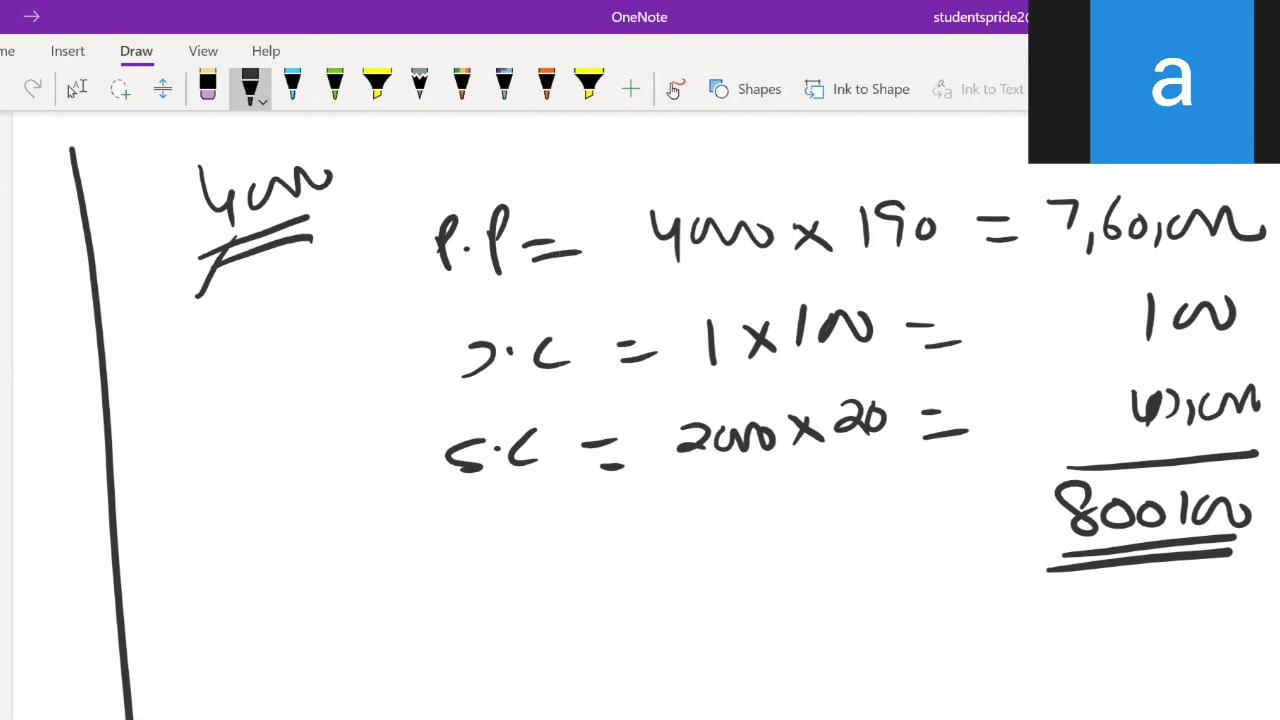 OneNote
studentspride2@
me Insert Draw View Help
Shapes Ink to Shape Ink to Text
a
4000
P.P = 4000 x 190 = 7,60,000
O.C = 1 x 100 = 100
S.C = 2000 x 20 = 40,000
800100